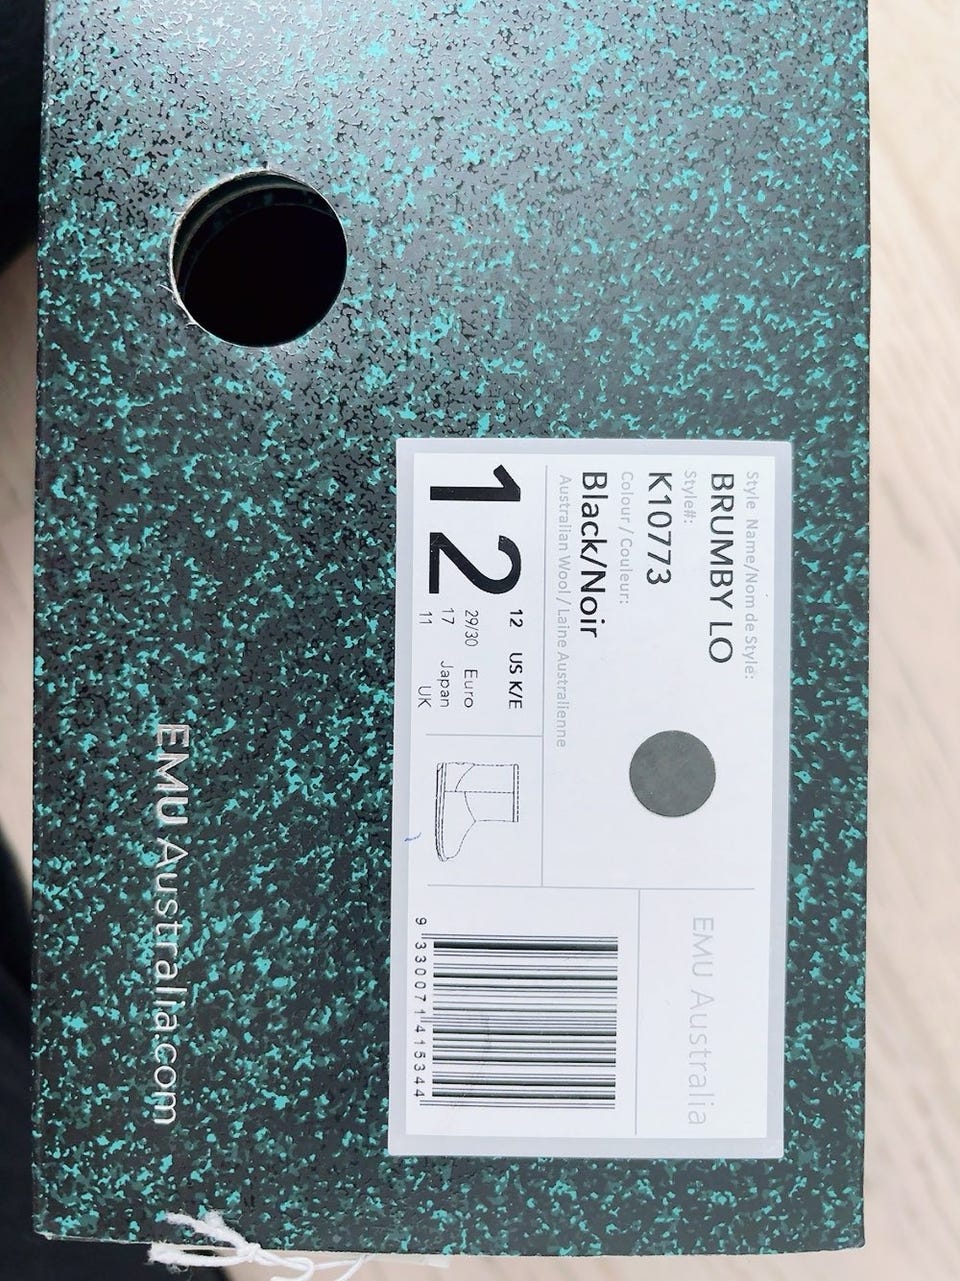 Style Name/Nom de Style:
BRUMBY LO
Style#:
K10773
Colour/Couleur:
Black/Noir
Australian Wool/Laine Australienne
12
12 US K/E
29/30 Euro
17 Japan
11 UK
EMU Australia
9 330071 415344
EMU Australia.com